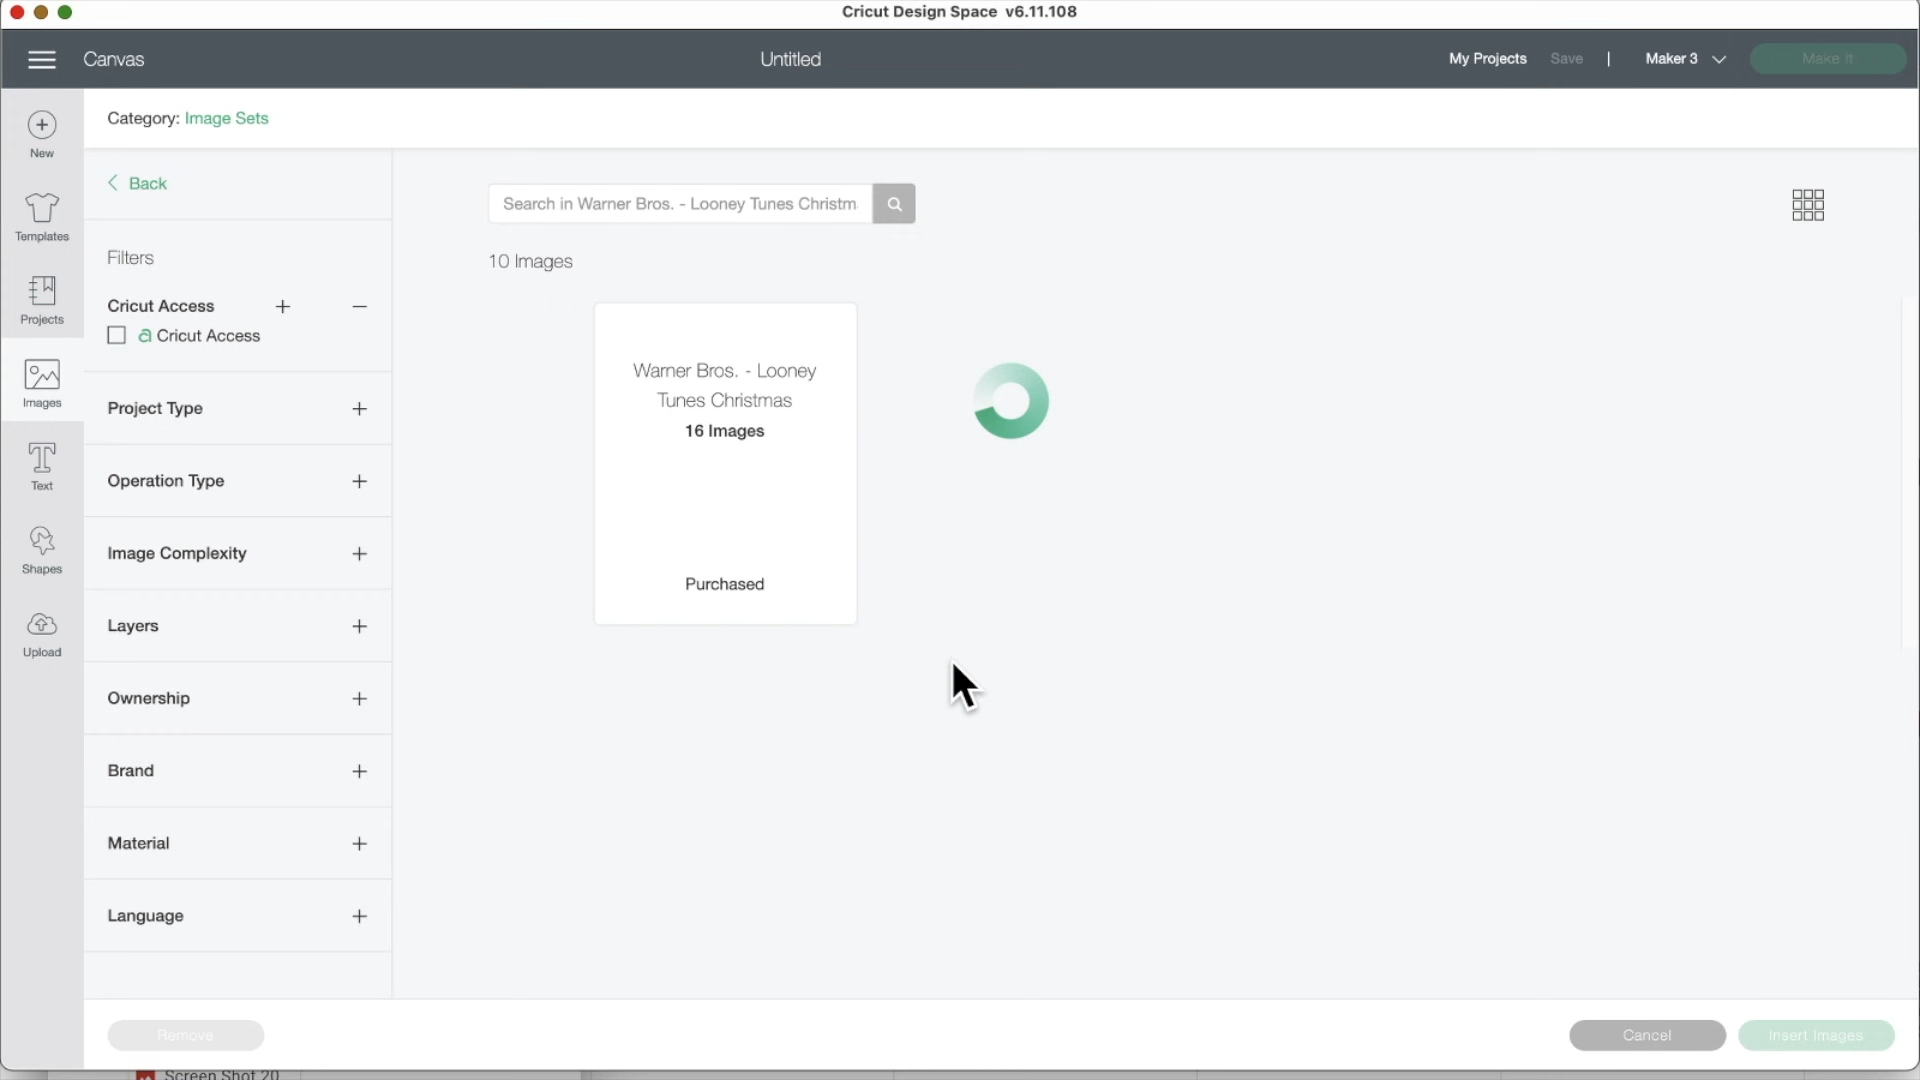 Cricut Design Space v6.11.108
Canvas
Untitled
My Projects
Save
|
Maker 3
Make It
New
Templates
Projects
Images
Text
Shapes
Upload
Category: Image Sets
Back
Filters
Cricut Access
a Cricut Access
Project Type
Operation Type
Image Complexity
Layers
Ownership
Brand
Material
Language
Search in Warner Bros. - Looney Tunes Christm
10 Images
Warner Bros. - Looney
Tunes Christmas
16 Images
Purchased
Remove
Cancel
Insert Images
Screen Shot 20